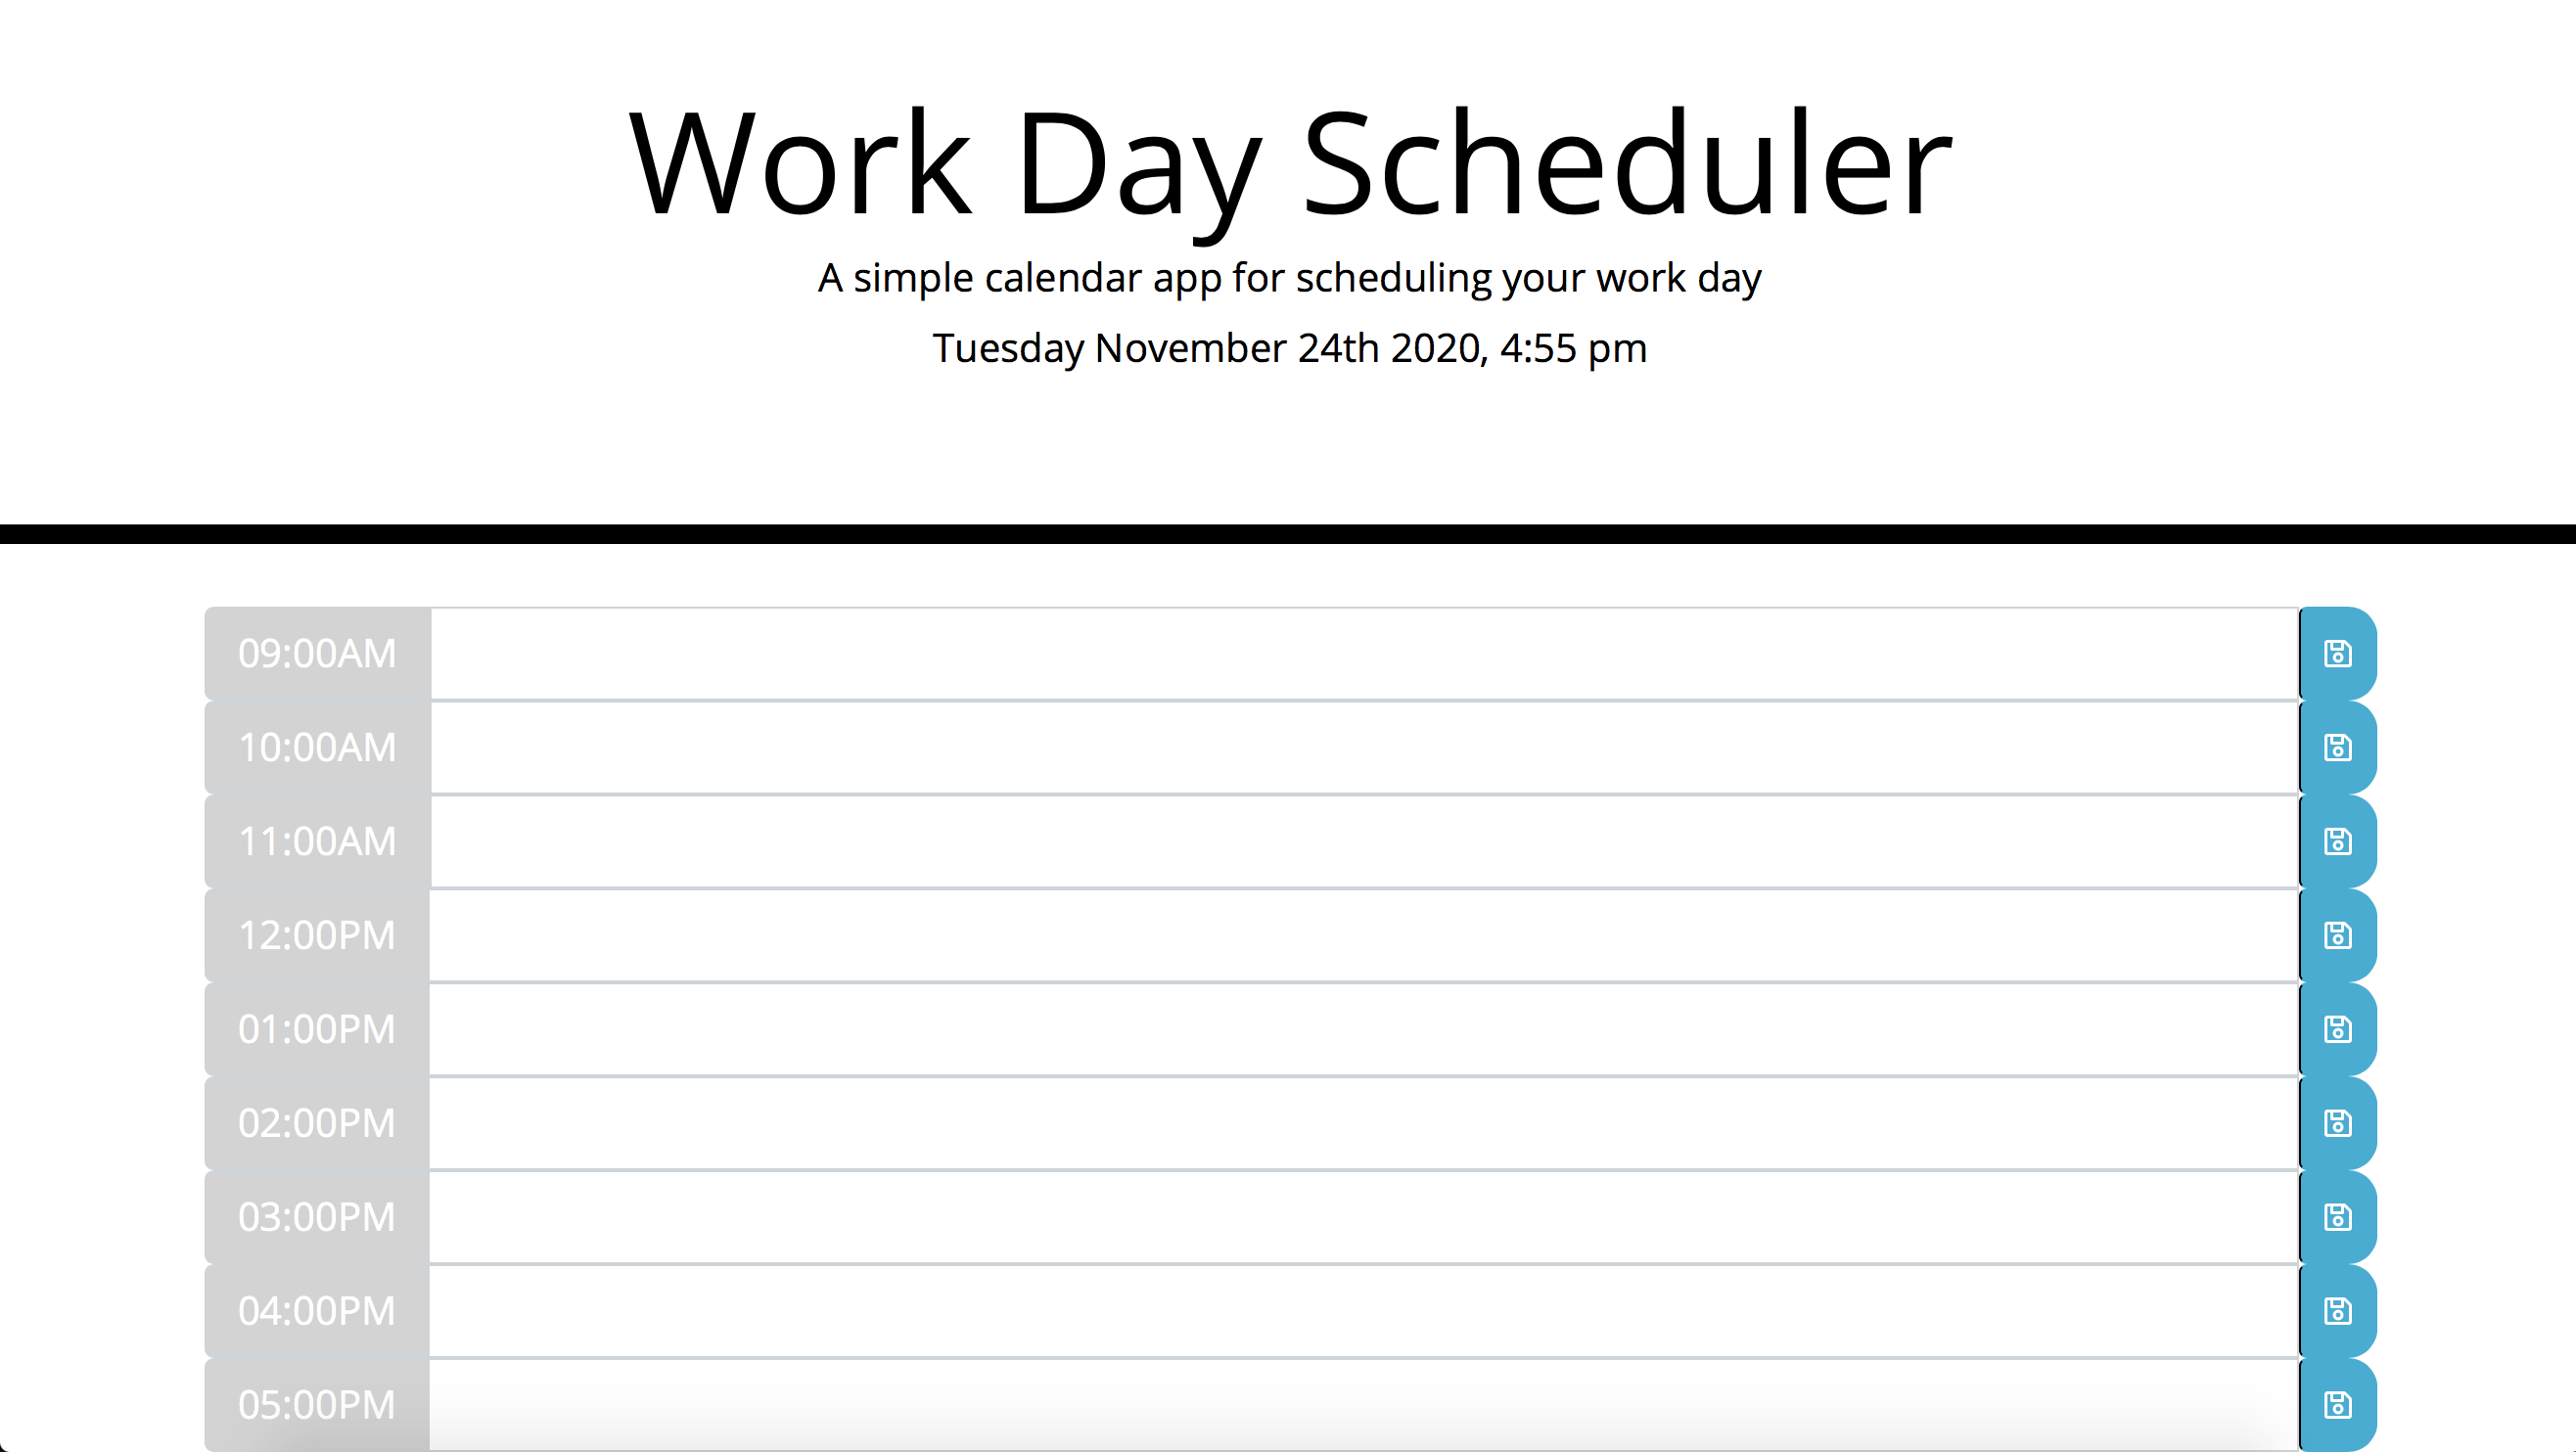 Work Day Scheduler
A simple calendar app for scheduling your work day
Tuesday November 24th 2020, 4:55 pm
09:00AM
10:00AM
11:00AM
12:00PM
01:00PM
02:00PM
03:00PM
04:00PM
05:00PM